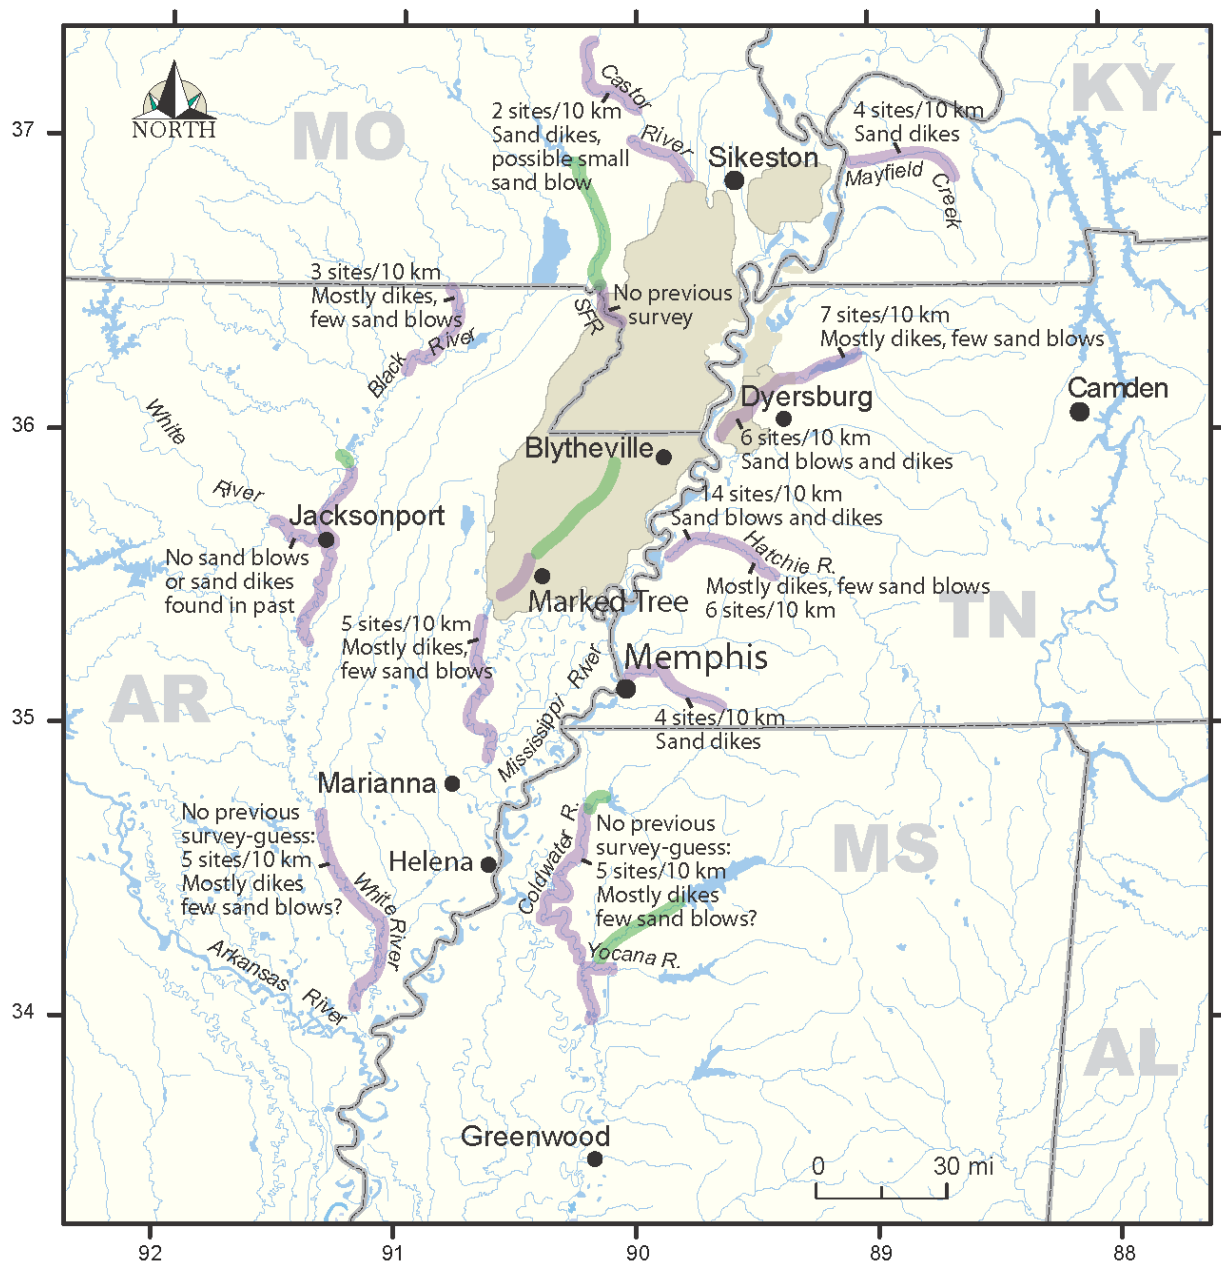 NORTH
MO
KY
AR
TN
MS
AL
37
36
35
34
92
91
90
89
88
Castor
River
2 sites/10 km
Sand dikes,
possible small
sand blow
Sikeston
4 sites/10 km
Sand dikes
Mayfield
Creek
3 sites/10 km
Mostly dikes,
few sand blows
Black River
SFR
No previous
survey
7 sites/10 km
Mostly dikes, few sand blows
Camden
Dyersburg
6 sites/10 km
Sand blows and dikes
White
River
Blytheville
14 sites/10 km
Sand blows and dikes
Hatchie R.
Mostly dikes, few sand blows
6 sites/10 km
Jacksonport
No sand blows
or sand dikes
found in past
Marked Tree
5 sites/10 km
Mostly dikes,
few sand blows
Mississippi River
Memphis
4 sites/10 km
Sand dikes
Marianna
Helena
No previous
survey-guess:
5 sites/10 km
Mostly dikes
few sand blows?
White River
Arkansas River
Coldwater R.
No previous
survey-guess:
5 sites/10 km
Mostly dikes
few sand blows?
Yocana R.
Greenwood
0 30 mi